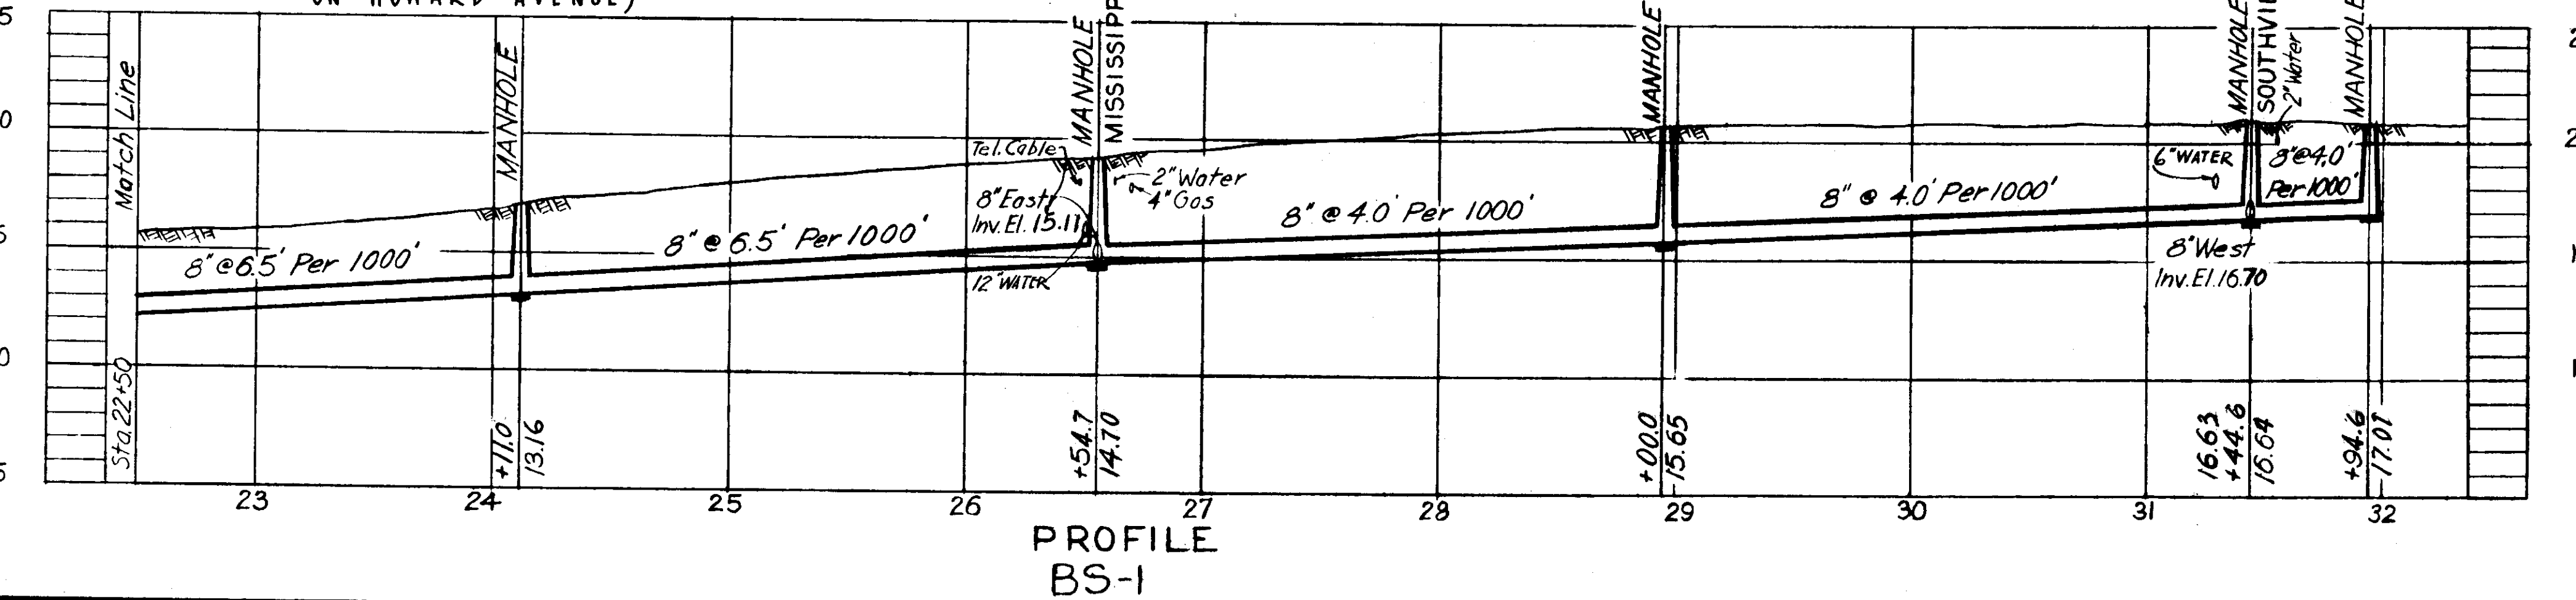 ON HOWARD AVENUE)
Match Line
Sta. 22+50
MANHOLE
MANHOLE
MANHOLE
MANHOLE
MANHOLE
2" Water
Tel. Cable
8" East
Inv. El. 15.11
12" WATER
2" Water
4" Gas
6" WATER
8" @ 6.5' Per 1000'
8" @ 6.5' Per 1000'
8" @ 4.0' Per 1000'
8" @ 4.0' Per 1000'
8" @ 4.0'
Per 1000'
8" West
Inv. El. 16.70
+11.0
13.16
+54.7
14.70
+00.0
15.65
16.63
+44.6
16.64
+94.6
17.01
23 24 25 26 27 28 29 30 31 32
PROFILE
BS-1